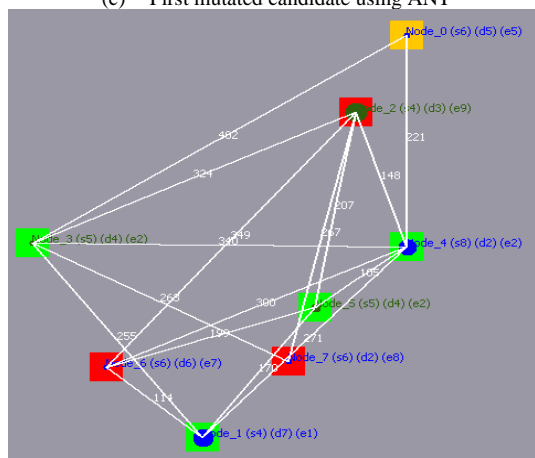 (e) First mutated candidate using ANT
Node_0 (s6) (d5) (e5)
Node_2 (s4) (d3) (e9)
221
482
148
324
207
Node_3 (s5) (d4) (e2)
349
340
267
Node_4 (s8) (d2) (e2)
105
263
300
Node_5 (s5) (d4) (e2)
255
199
271
Node_6 (s6) (d6) (e7)
170
Node_7 (s6) (d2) (e8)
114
Node_1 (s4) (d7) (e1)